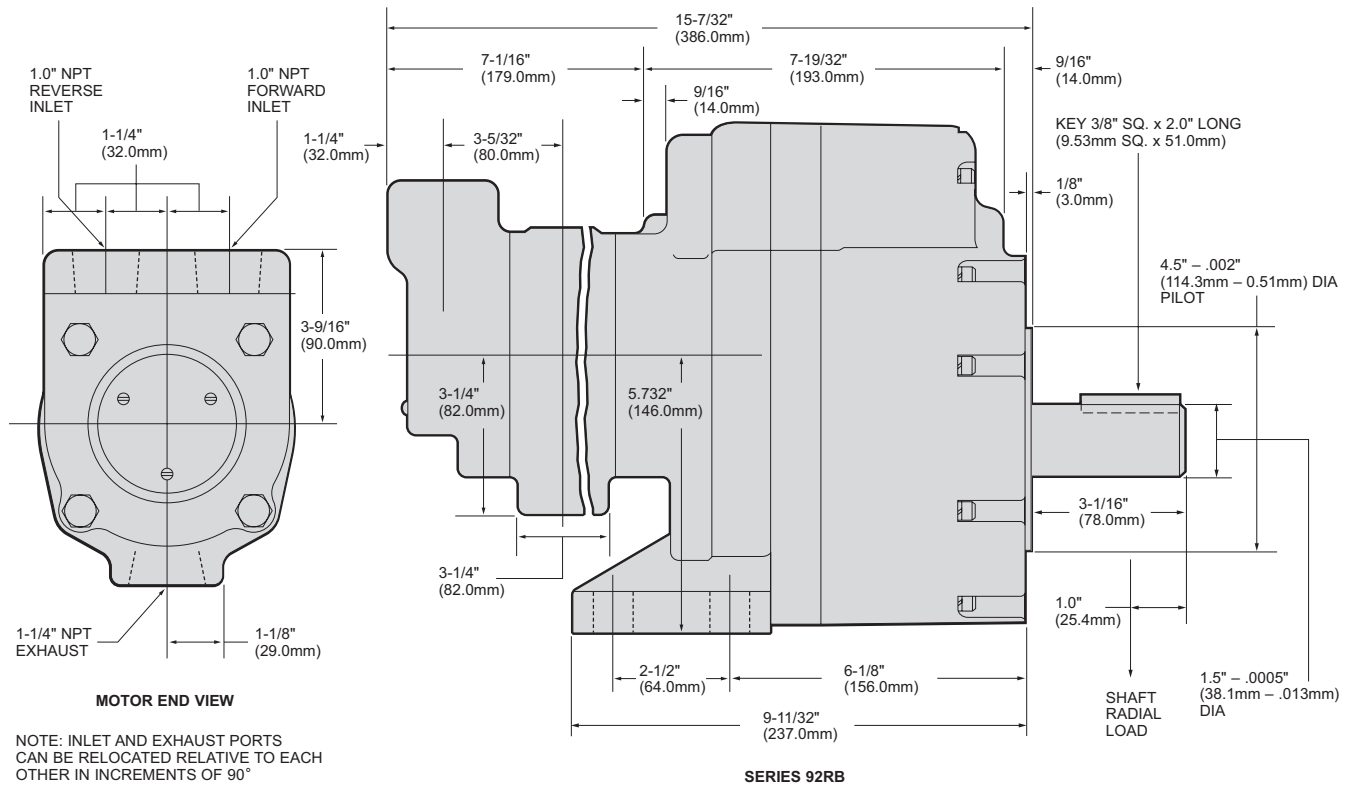 15-7/32"
(386.0mm)
7-1/16"
(179.0mm)
7-19/32"
(193.0mm)
9/16"
(14.0mm)
1.0" NPT
REVERSE
INLET
1.0" NPT
FORWARD
INLET
9/16"
(14.0mm)
1-1/4"
(32.0mm)
1-1/4"
(32.0mm)
3-5/32"
(80.0mm)
KEY 3/8" SQ. x 2.0" LONG
(9.53mm SQ. x 51.0mm)
1/8"
(3.0mm)
4.5" – .002"
(114.3mm – 0.51mm) DIA
PILOT
3-9/16"
(90.0mm)
3-1/4"
(82.0mm)
5.732"
(146.0mm)
3-1/16"
(78.0mm)
3-1/4"
(82.0mm)
1.0"
(25.4mm)
1-1/4" NPT
EXHAUST
1-1/8"
(29.0mm)
2-1/2"
(64.0mm)
6-1/8"
(156.0mm)
SHAFT
RADIAL
LOAD
1.5" – .0005"
(38.1mm – .013mm)
DIA
MOTOR END VIEW
9-11/32"
(237.0mm)
NOTE: INLET AND EXHAUST PORTS
CAN BE RELOCATED RELATIVE TO EACH
OTHER IN INCREMENTS OF 90°
SERIES 92RB